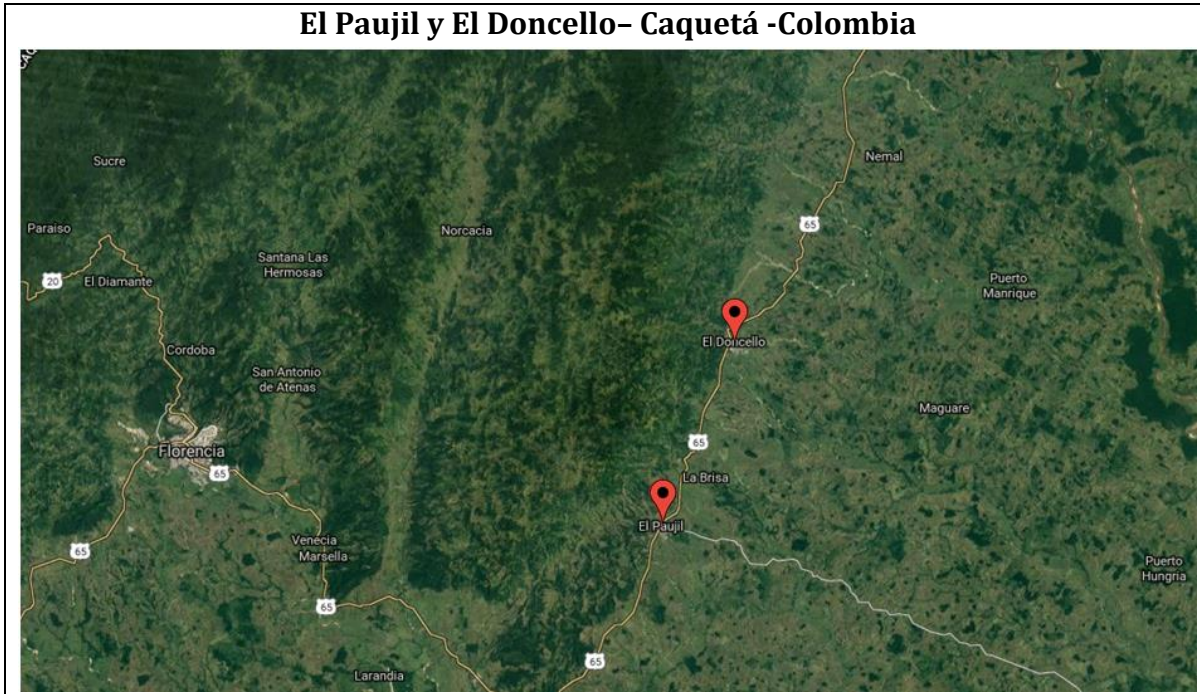 El Paujil y El Doncello– Caquetá -Colombia
Sucre
Nemal
Paraiso
Norcacia
65
Santana Las
Hermosas
20
El Diamante
Puerto
Manrique
El Doncello
Cordoba
San Antonio
de Atenas
Maguare
65
Florencia
65
La Brisa
El Paujil
Venecia
Marsella
65
Puerto
Hungria
65
65
Larandia